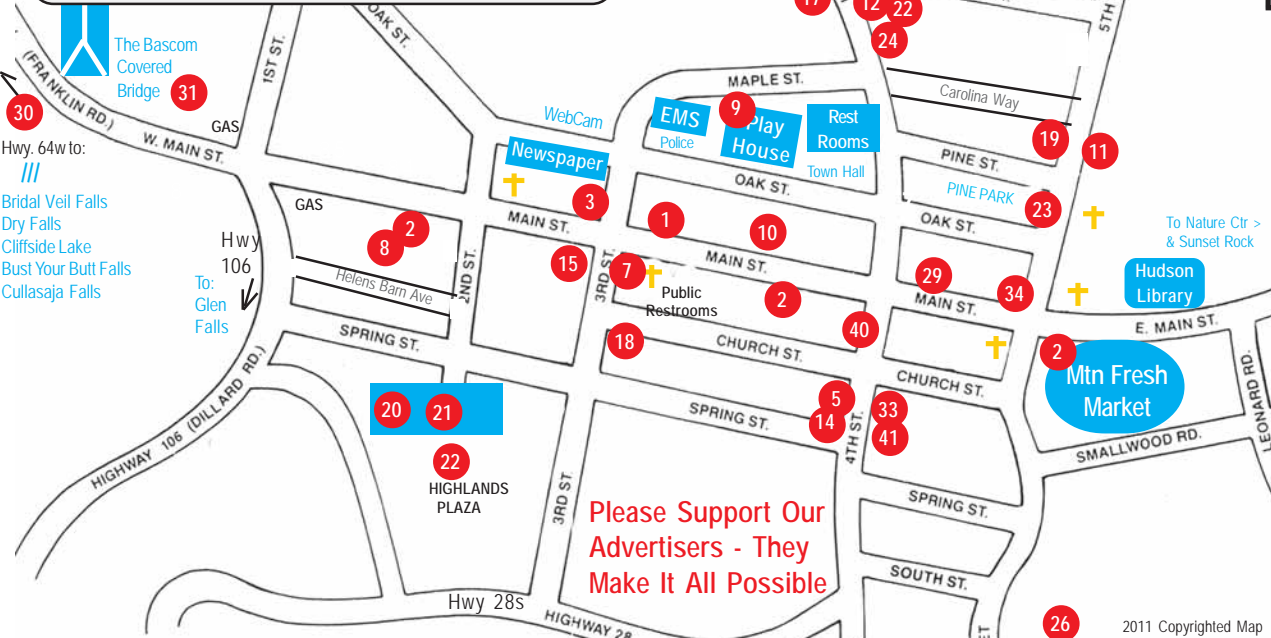 OAK ST.
17
12
22
5TH
24
The Bascom
Covered
Bridge
31
1ST ST.
(FRANKLIN RD.)
30
GAS
W. MAIN ST.
Hwy. 64w to:
///
Bridal Veil Falls
Dry Falls
Cliffside Lake
Bust Your Butt Falls
Cullasaja Falls
MAPLE ST.
Carolina Way
WebCam
EMS
Police
9
Play
House
Rest
Rooms
Town Hall
19
11
PINE ST.
PINE PARK
23
Newspaper
3
OAK ST.
OAK ST.
GAS
2
8
MAIN ST.
1
10
To Nature Ctr >
& Sunset Rock
Hudson
Library
Hwy
106
To:
Glen
Falls
Helens Barn Ave
2ND ST.
15
3RD ST.
7
Public
Restrooms
MAIN ST.
2
29
34
MAIN ST.
E. MAIN ST.
SPRING ST.
18
CHURCH ST.
40
CHURCH ST.
2
Mtn Fresh
Market
LEONARD RD.
HIGHWAY 106 (DILLARD RD.)
20
21
22
HIGHLANDS
PLAZA
SPRING ST.
5
14
4TH ST.
33
41
SMALLWOOD RD.
3RD ST.
Please Support Our
Advertisers - They
Make It All Possible
SPRING ST.
SOUTH ST.
Hwy 28s
HIGHWAY 28
26
2011 Copyrighted Map